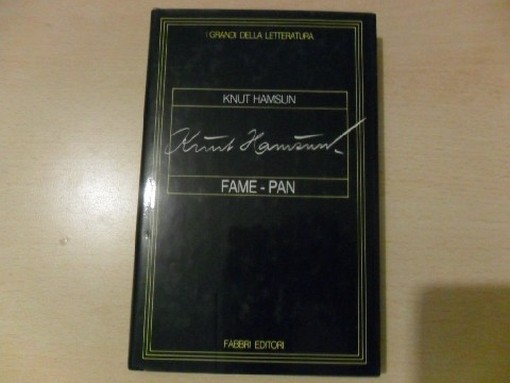 I GRANDI DELLA LETTERATURA
KNUT HAMSUN
Knut Hamsun
FAME - PAN
FABBRI EDITORI